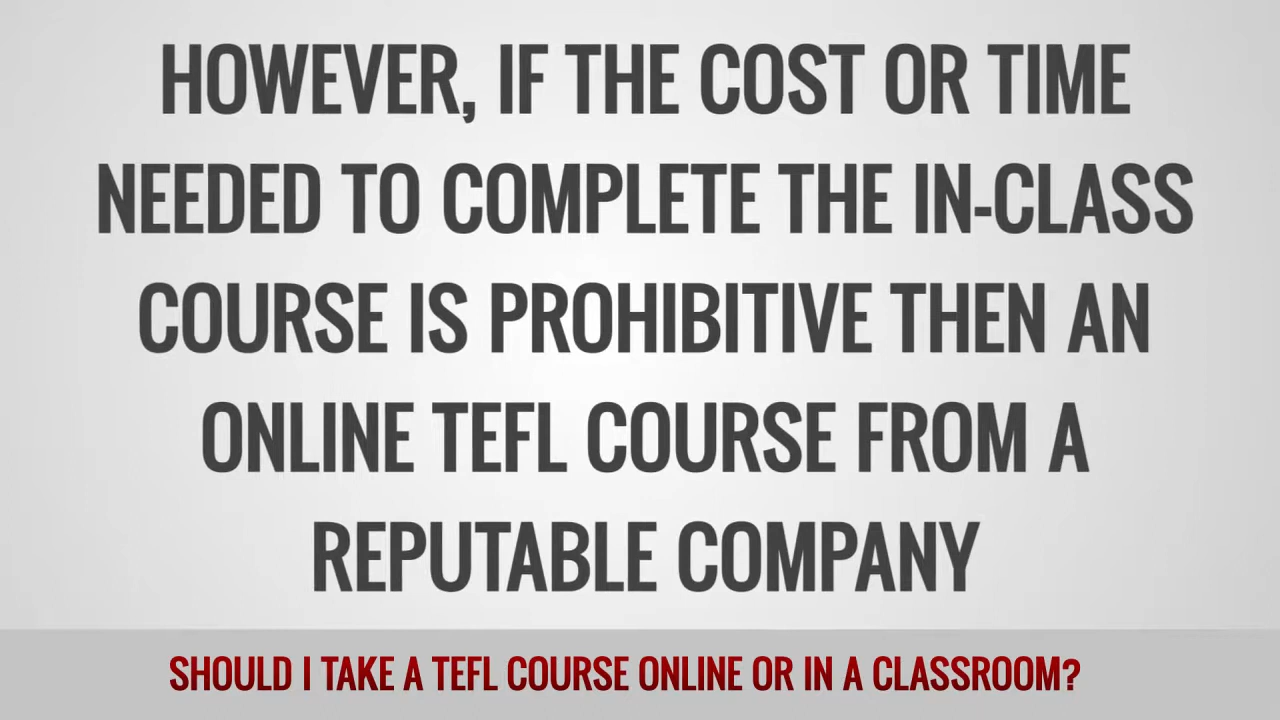 HOWEVER, IF THE COST OR TIME
NEEDED TO COMPLETE THE IN-CLASS
COURSE IS PROHIBITIVE THEN AN
ONLINE TEFL COURSE FROM A
REPUTABLE COMPANY
SHOULD I TAKE A TEFL COURSE ONLINE OR IN A CLASSROOM?